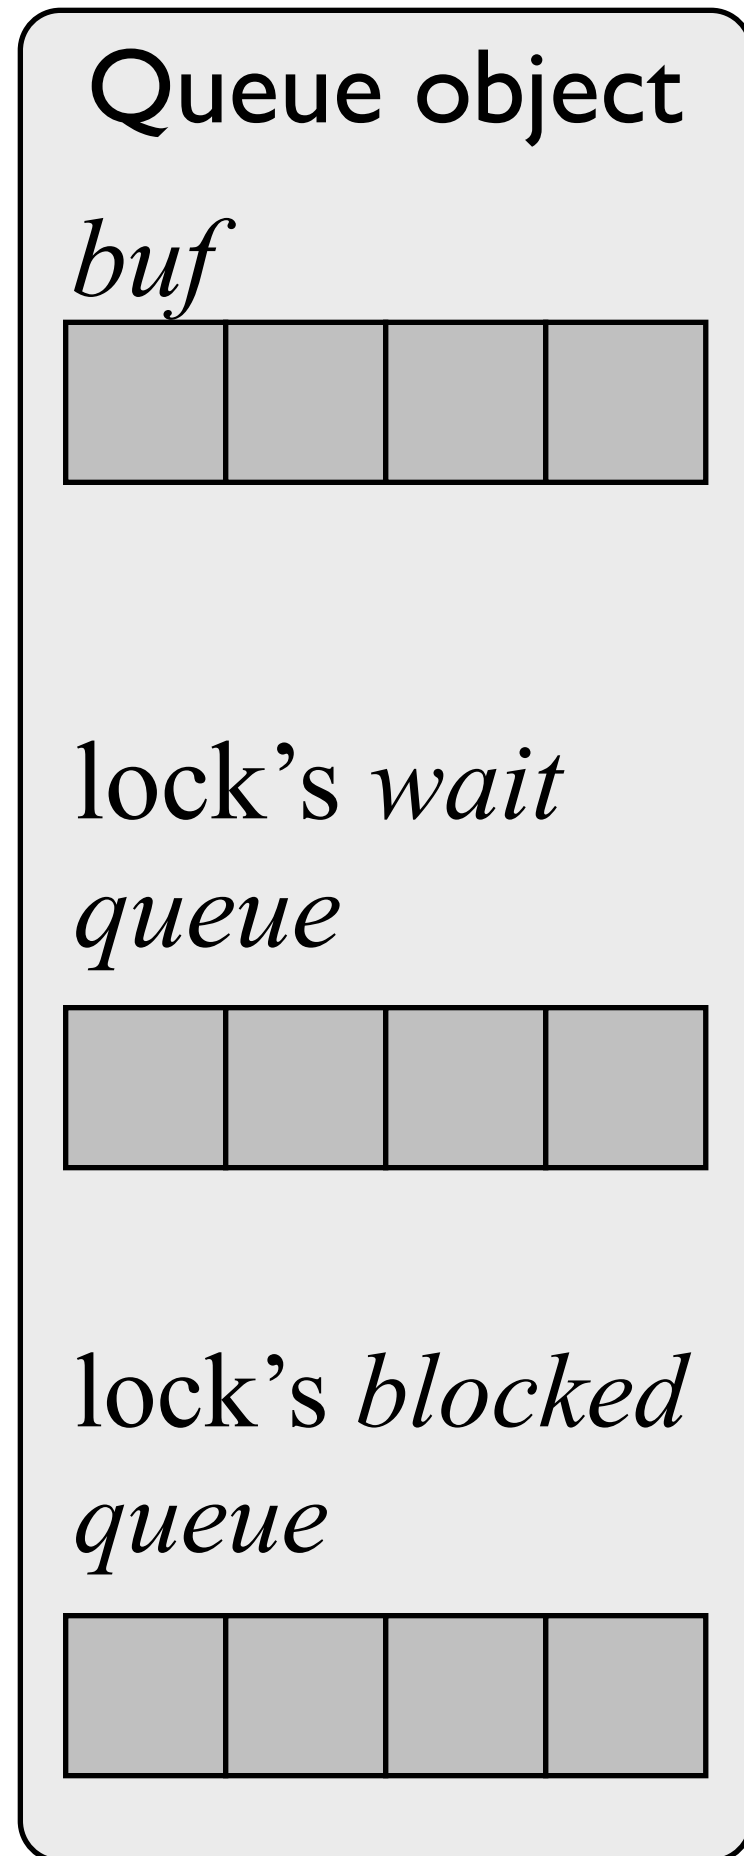 Queue object
buf
lock’s wait
queue
lock’s blocked
queue